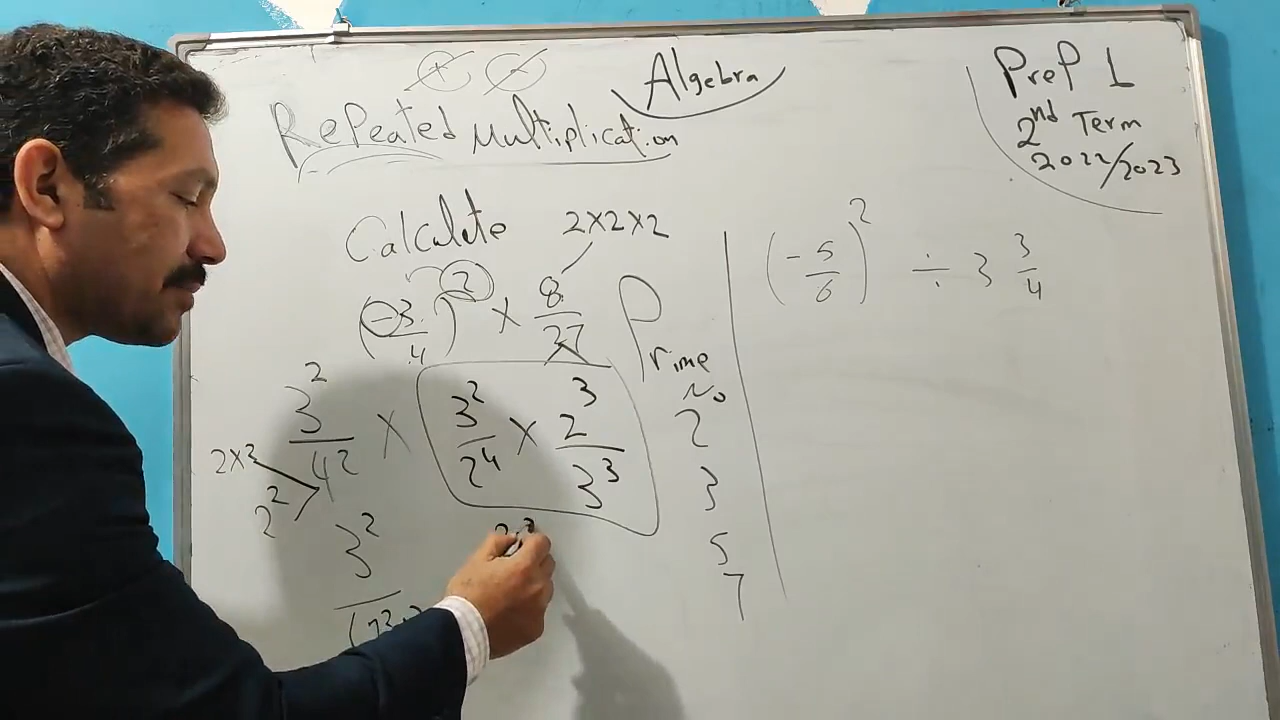 Algebra
Repeated Multiplication
PreP 1
2nd Term
2022/2023
Calculate 2×2×2
(-3/4)^2 × 8/27
Prime
No
2
3
5
7
3^2/4^2 ×
3^2/2^4 × 2^3/3^3
2^2
3^2
(-5/6)^2 ÷ 3 3/4